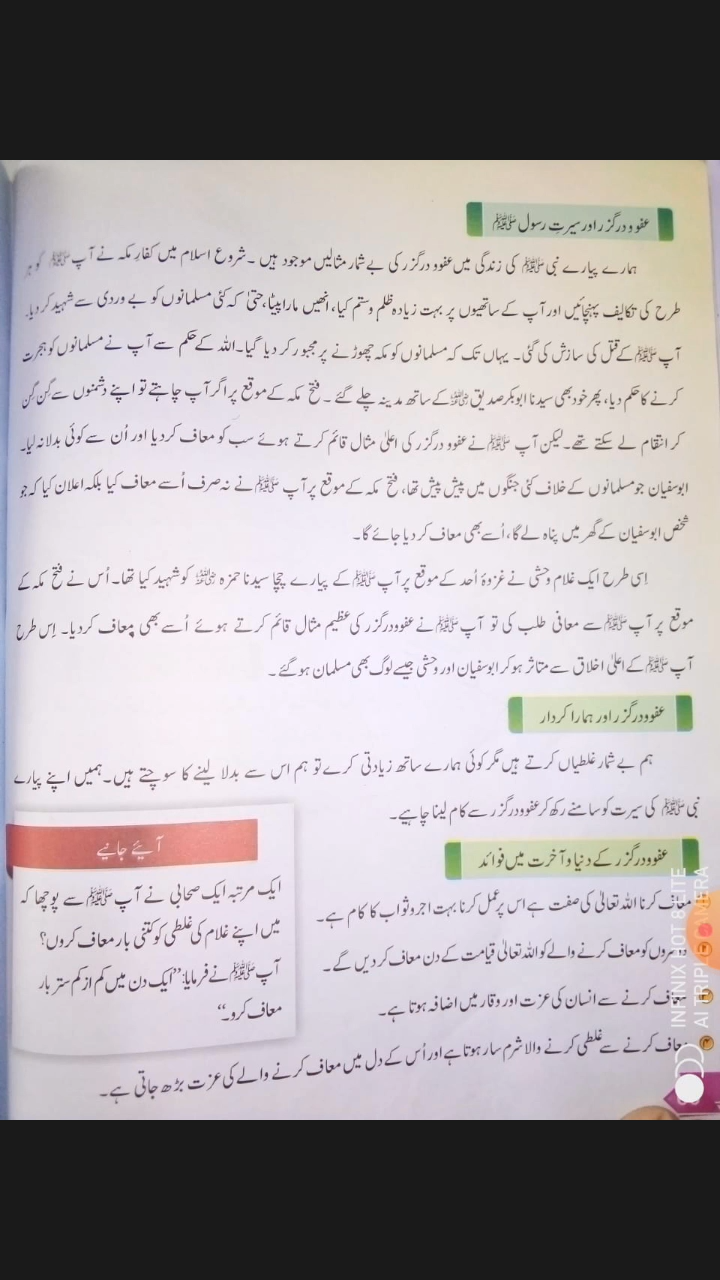 عفو و درگزر اور سیرتِ رسول ﷺ
ہمارے پیارے نبی ﷺ کی زندگی میں عفو و درگزر کی بے شمار مثالیں موجود ہیں۔ شروع اسلام میں کفارِ مکہ نے آپ ﷺ کو ہر
طرح کی تکالیف پہنچائیں اور آپ کے ساتھیوں پر بہت زیادہ ظلم و ستم کیا، انھیں مارا پیٹا، حتیٰ کہ کئی مسلمانوں کو بے وردی سے شہید کر دیا۔
آپ ﷺ کے قتل کی سازش کی گئی۔ یہاں تک کہ مسلمانوں کو مکہ چھوڑنے پر مجبور کر دیا گیا۔ اللہ کے حکم سے آپ نے مسلمانوں کو ہجرت
کرنے کا حکم دیا، پھر خود بھی سیدنا ابوبکر صدیق رضی اللہ عنہ کے ساتھ مدینہ چلے گئے۔ فتح مکہ کے موقع پر اگر آپ چاہتے تو اپنے دشمنوں سے گن گن
کر انتقام لے سکتے تھے۔ لیکن آپ ﷺ نے عفو و درگزر کی اعلیٰ مثال قائم کرتے ہوئے سب کو معاف کر دیا اور اُن سے کوئی بدلا نہ لیا۔
ابوسفیان جو مسلمانوں کے خلاف کئی جنگوں میں پیش پیش تھا، فتح مکہ کے موقع پر آپ ﷺ نے نہ صرف اُسے معاف کیا بلکہ اعلان کیا کہ جو
شخص ابوسفیان کے گھر میں پناہ لے گا، اُسے بھی معاف کر دیا جائے گا۔
اِسی طرح ایک غلام وحشی نے غزوۂ اُحد کے موقع پر آپ ﷺ کے پیارے چچا سیدنا حمزہ رضی اللہ عنہ کو شہید کیا تھا۔ اُس نے فتح مکہ کے
موقع پر آپ ﷺ سے معافی طلب کی تو آپ ﷺ نے عفو و درگزر کی عظیم مثال قائم کرتے ہوئے اُسے بھی معاف کر دیا۔ اِس طرح
آپ ﷺ کے اعلیٰ اخلاق سے متاثر ہو کر ابوسفیان اور وحشی جیسے لوگ بھی مسلمان ہو گئے۔
عفو و درگزر اور ہمارا کردار
ہم بے شمار غلطیاں کرتے ہیں مگر کوئی ہمارے ساتھ زیادتی کرے تو ہم اس سے بدلا لینے کا سوچتے ہیں۔ ہمیں اپنے پیارے
نبی ﷺ کی سیرت کو سامنے رکھ کر عفو و درگزر سے کام لینا چاہیے۔
عفو و درگزر کے دنیا و آخرت میں فوائد
معاف کرنا اللہ تعالیٰ کی صفت ہے اس پر عمل کرنا بہت اجر و ثواب کا کام ہے۔
کو معاف کرنے والے کو اللہ تعالیٰ قیامت کے دن معاف کر دیں گے۔
معاف کرنے سے انسان کی عزت اور وقار میں اضافہ ہوتا ہے۔
معاف کرنے سے غلطی کرنے والا شرم سار ہوتا ہے اور اُس کے دل میں معاف کرنے والے کی عزت بڑھ جاتی ہے۔
آیئے جانیے
ایک مرتبہ ایک صحابی نے آپ ﷺ سے پوچھا کہ
میں اپنے غلام کی غلطی کو کتنی بار معاف کروں؟
آپ ﷺ نے فرمایا: ”ایک دن میں کم از کم ستر بار
معاف کرو۔“
INFINIX HOT 8 LITE
AI TRIPLE CAMERA